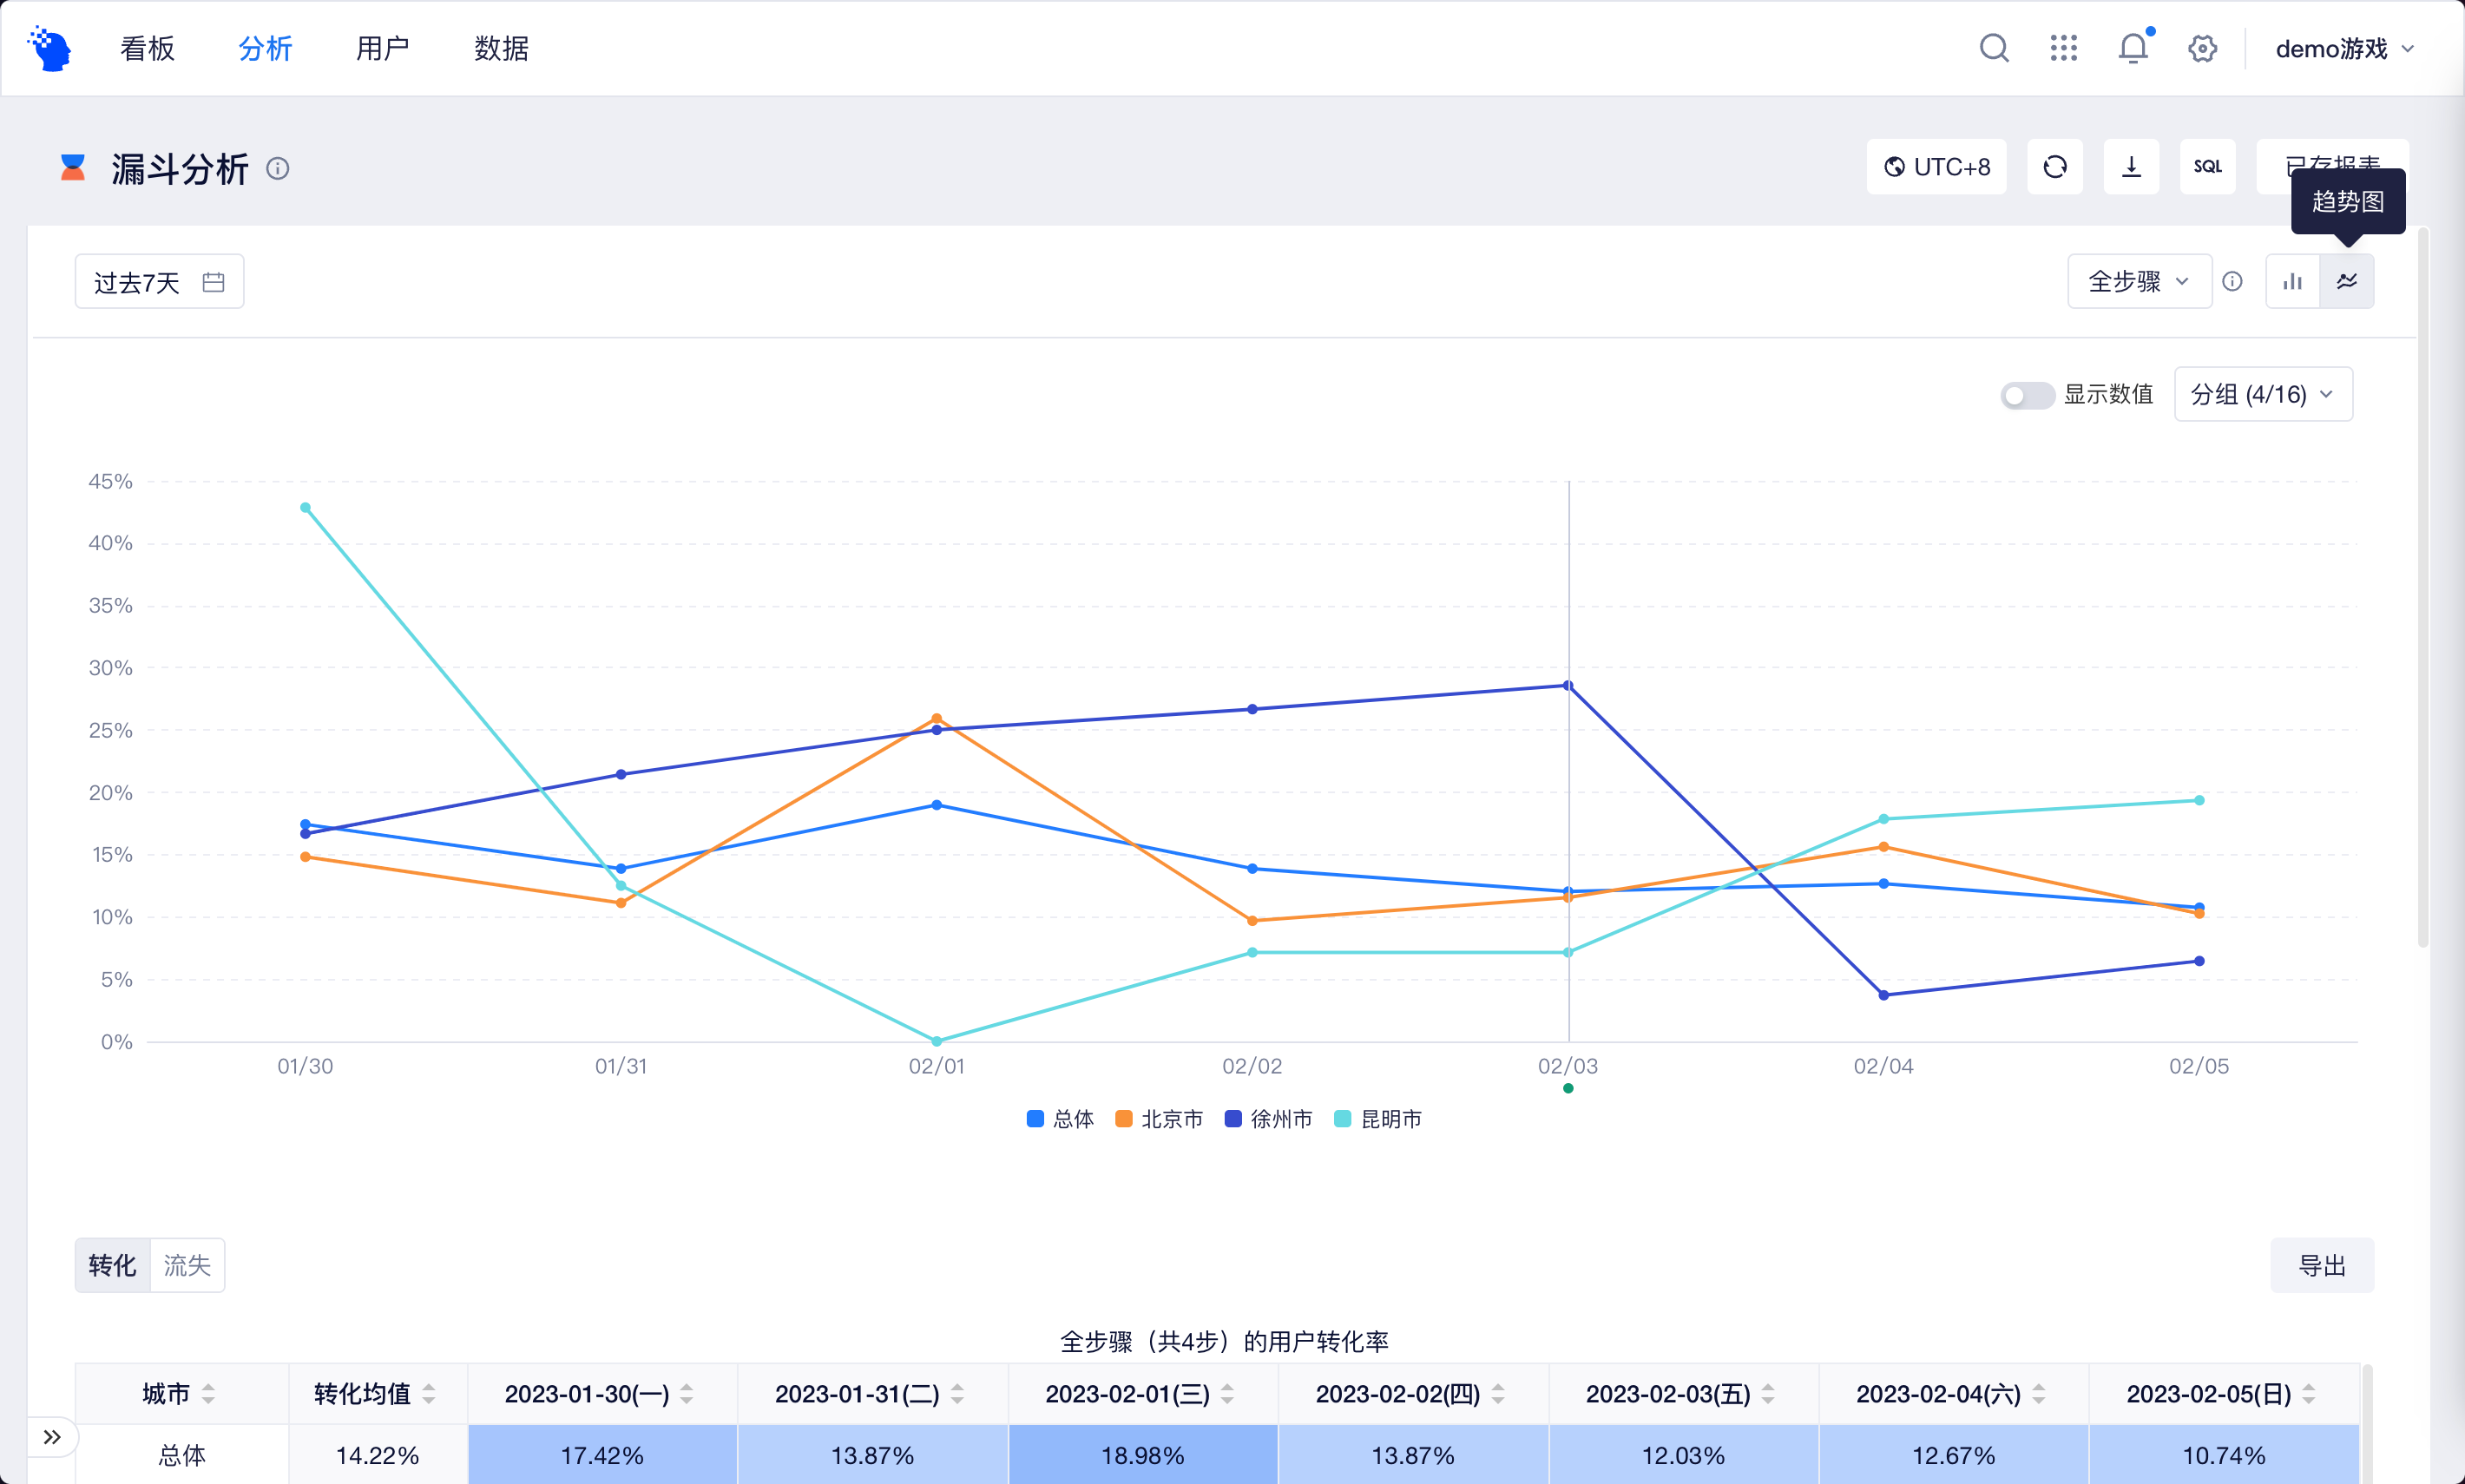 看板 分析 用户 数据 demo游戏
漏斗分析 UTC+8 SQL 已存报表
趋势图
过去7天 全步骤
显示数值 分组 (4/16)
45%
40%
35%
30%
25%
20%
15%
10%
5%
0%
01/30 01/31 02/01 02/02 02/03 02/04 02/05
总体 北京市 徐州市 昆明市
转化 流失 导出
全步骤（共4步）的用户转化率
城市 转化均值 2023-01-30(一) 2023-01-31(二) 2023-02-01(三) 2023-02-02(四) 2023-02-03(五) 2023-02-04(六) 2023-02-05(日)
总体 14.22% 17.42% 13.87% 18.98% 13.87% 12.03% 12.67% 10.74%